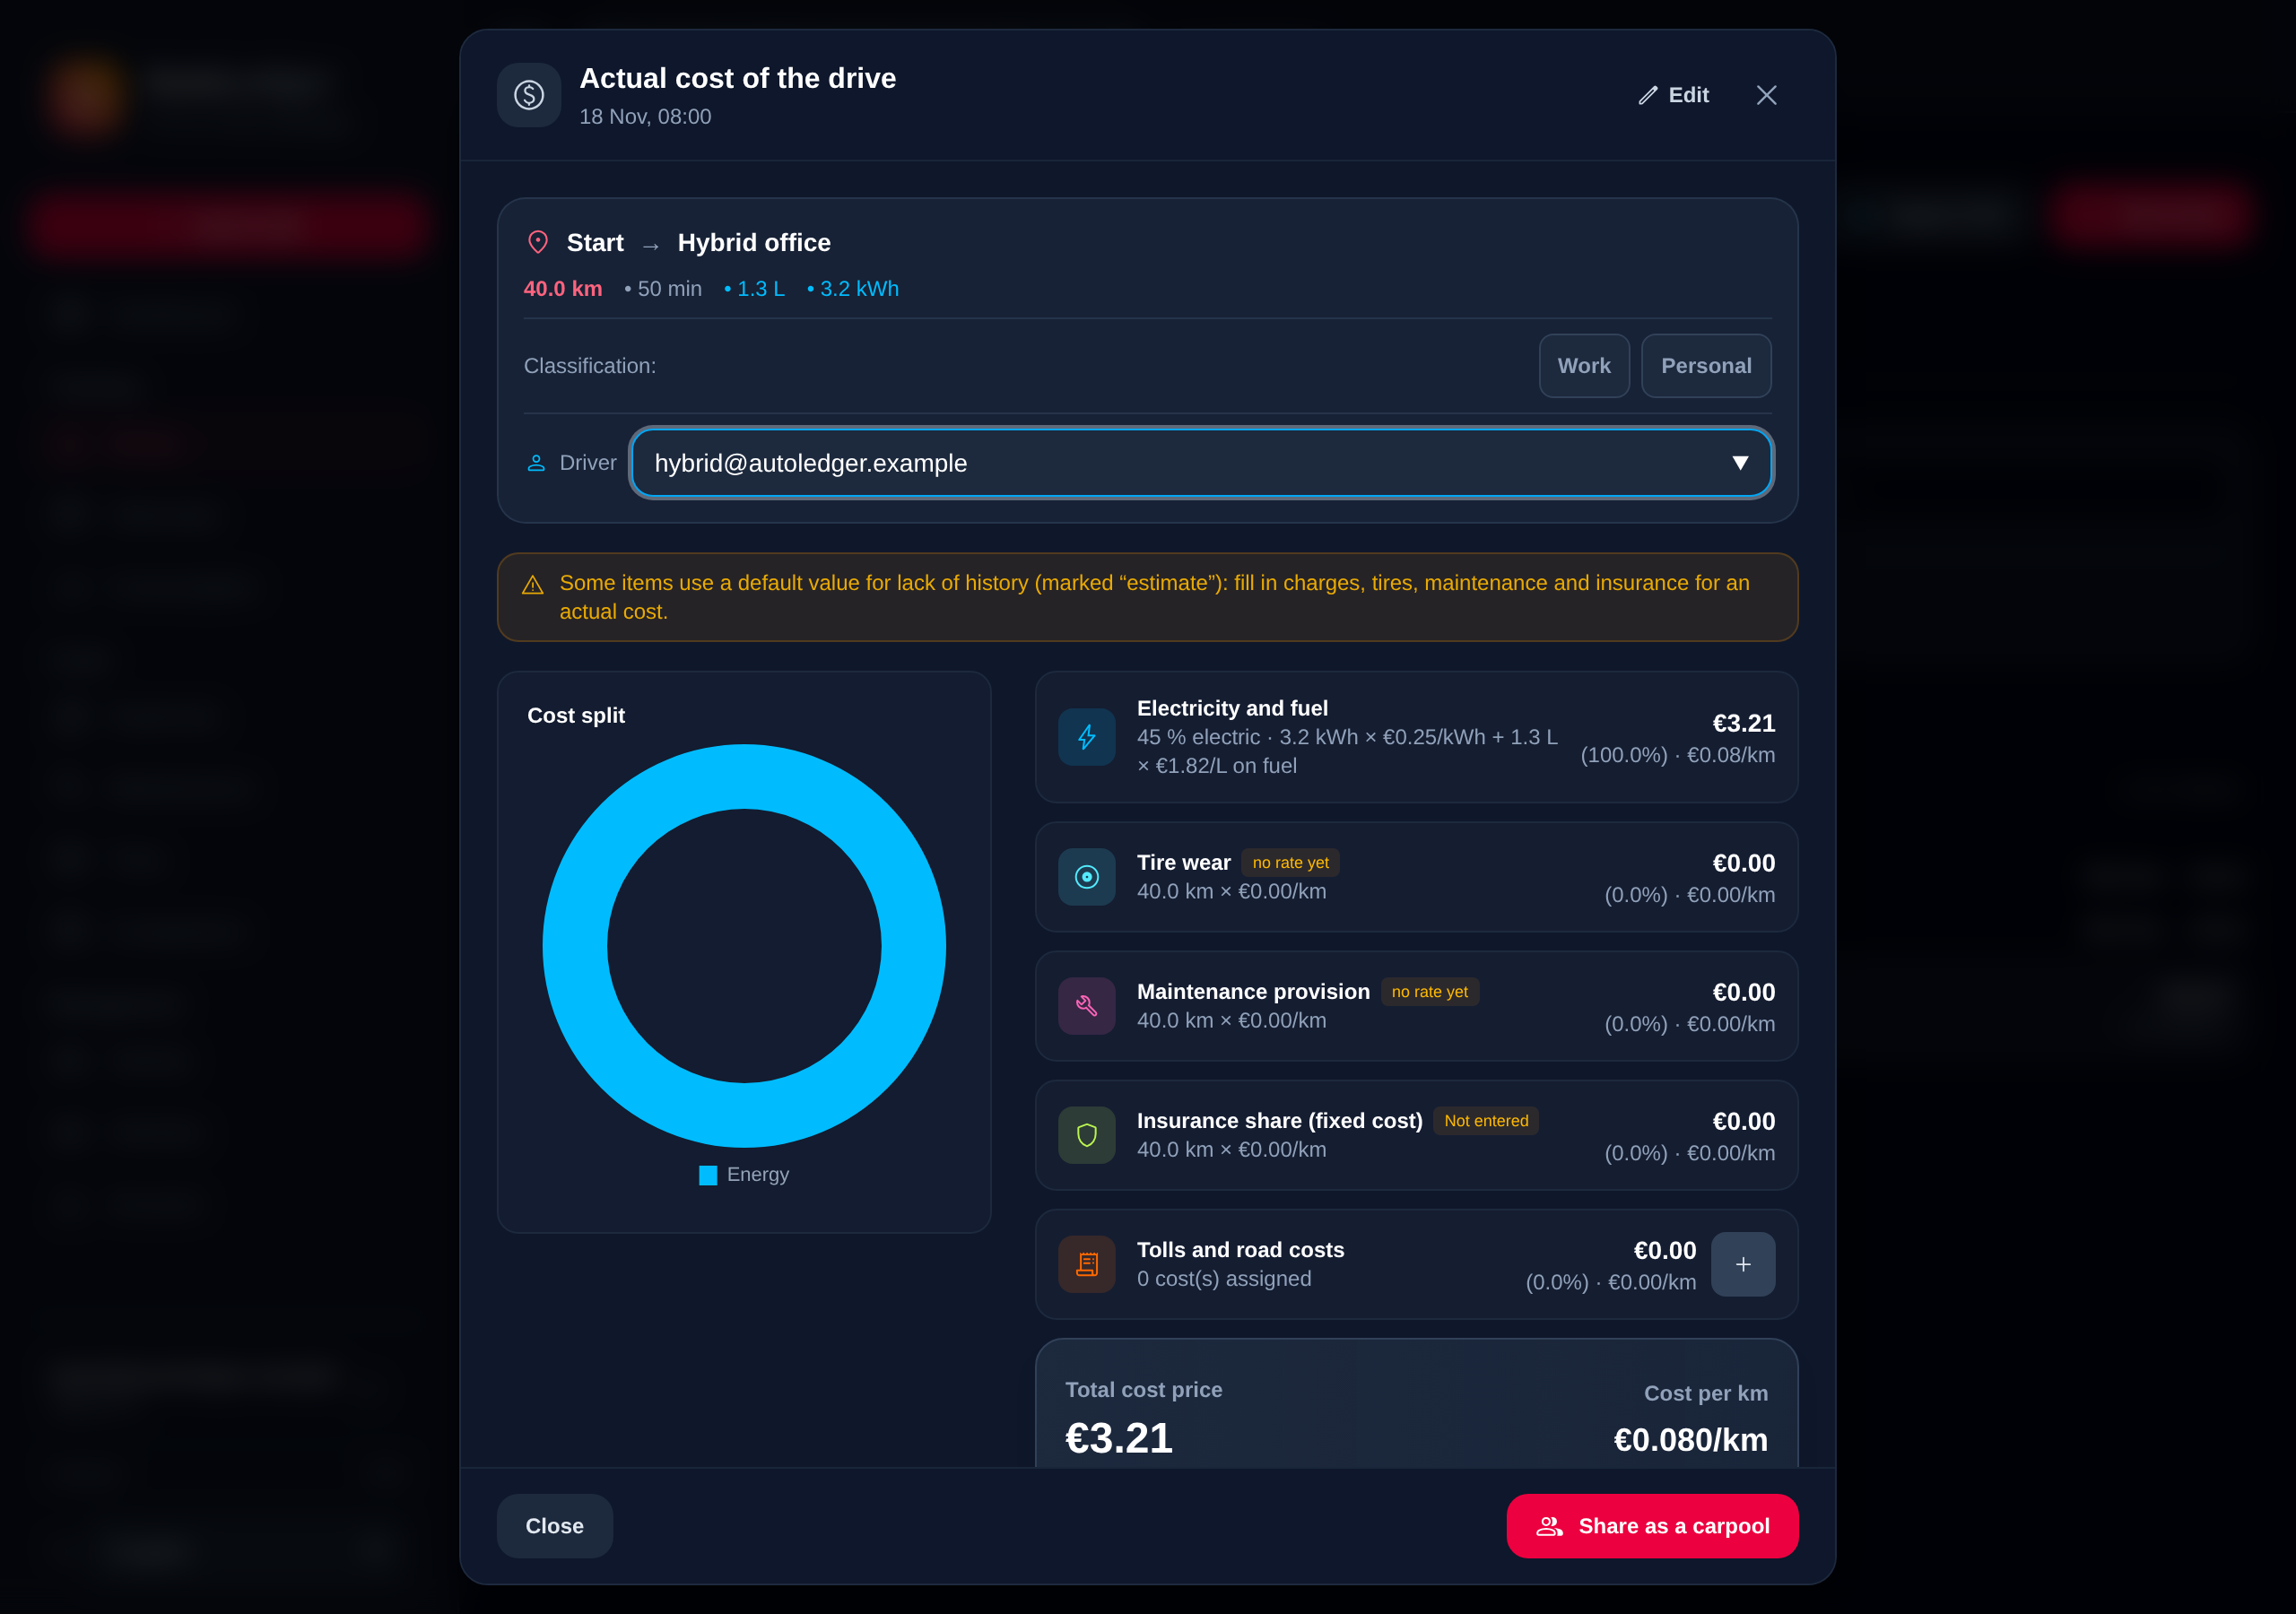 Actual cost of the drive
18 Nov, 08:00
Edit
Start → Hybrid office
40.0 km • 50 min • 1.3 L • 3.2 kWh
Classification:
Work
Personal
Driver
hybrid@autoledger.example
Some items use a default value for lack of history (marked “estimate”): fill in charges, tires, maintenance and insurance for an
actual cost.
Cost split
Energy
Electricity and fuel
45 % electric · 3.2 kWh × €0.25/kWh + 1.3 L
× €1.82/L on fuel
€3.21
(100.0%) · €0.08/km
Tire wear no rate yet
40.0 km × €0.00/km
€0.00
(0.0%) · €0.00/km
Maintenance provision no rate yet
40.0 km × €0.00/km
€0.00
(0.0%) · €0.00/km
Insurance share (fixed cost) Not entered
40.0 km × €0.00/km
€0.00
(0.0%) · €0.00/km
Tolls and road costs
0 cost(s) assigned
€0.00
(0.0%) · €0.00/km
Total cost price
€3.21
Cost per km
€0.080/km
Close
Share as a carpool